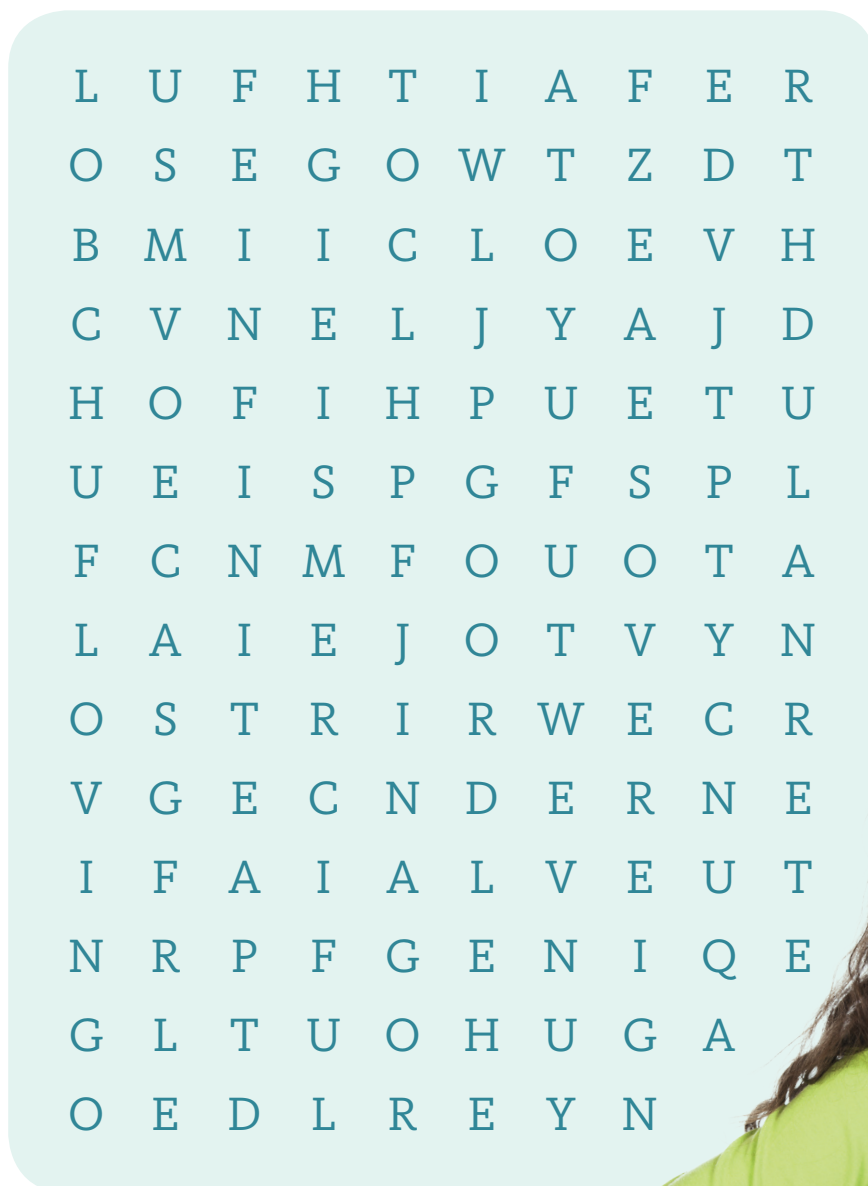 L U F H T I A F E R
O S E G O W T Z D T
B M I I C L O E V H
C V N E L J Y A J D
H O F I H P U E T U
U E I S P G F S P L
F C N M F O U O T A
L A I E J O T V Y N
O S T R I R W E C R
V G E C N D E R N E
I F A I A L V E U T
N R P F G E N I Q E
G L T U O H U G A
O E D L R E Y N